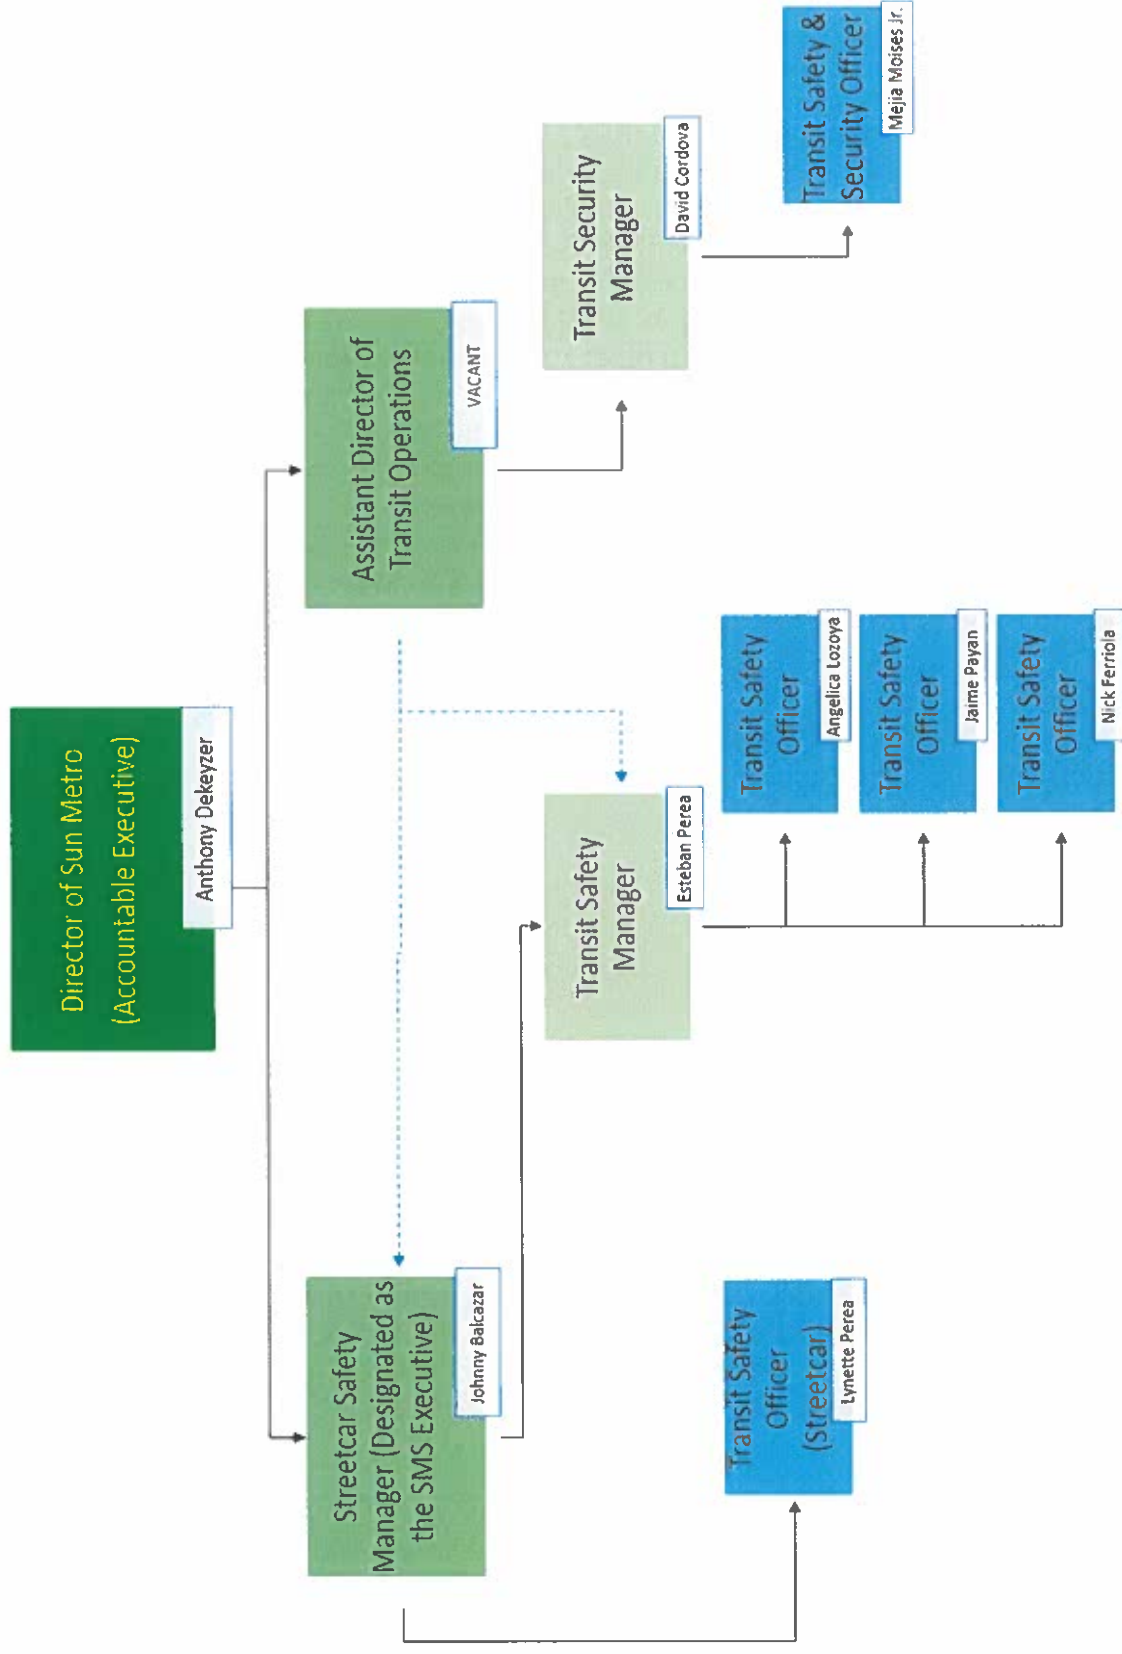 Director of Sun Metro
(Accountable Executive)
Anthony Dekeyzer
Streetcar Safety
Manager (Designated as
the SMS Executive)
Johnny Balcazar
Assistant Director of
Transit Operations
VACANT
Transit Safety
Manager
Esteban Perea
Transit Security
Manager
David Cordova
Transit Safety
Officer
(Streetcar)
Lynette Perea
Transit Safety
Officer
Angelica Lozoya
Transit Safety
Officer
Jaime Payan
Transit Safety
Officer
Nick Ferriola
Transit Safety &
Security Officer
Mejia Moises Jr.